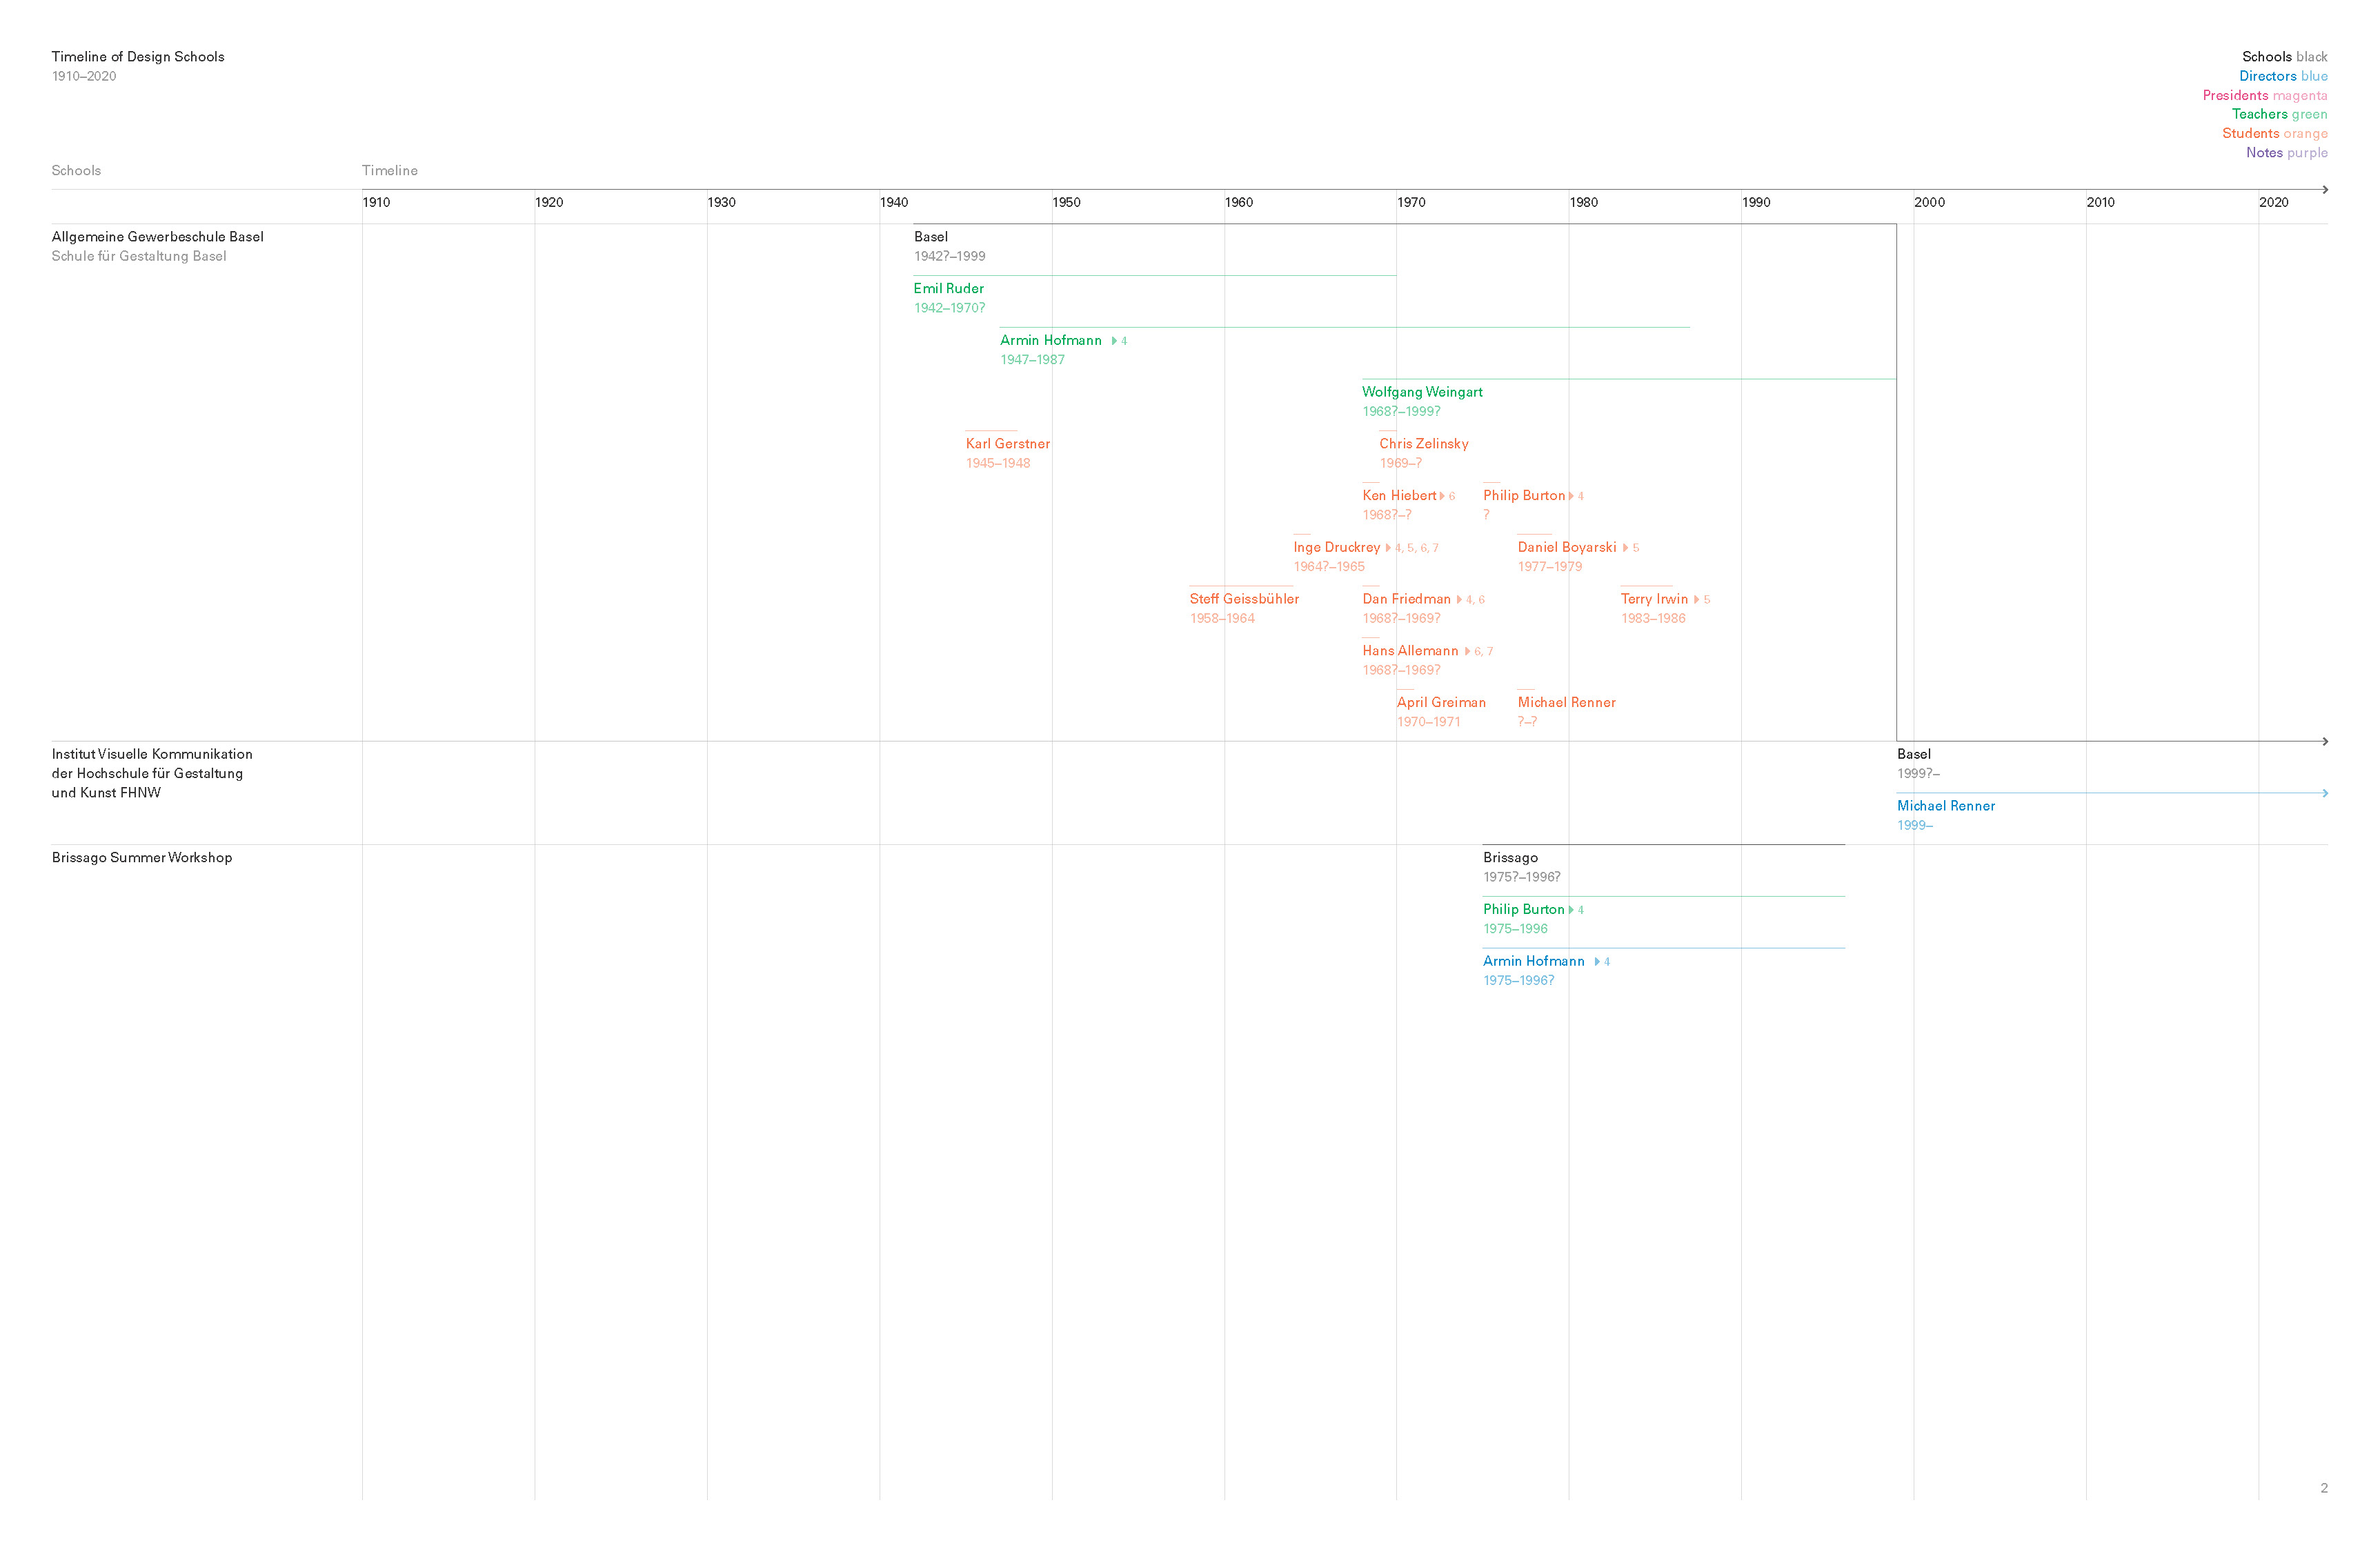 Timeline of Design Schools
1910–2020
Schools black
Directors blue
Presidents magenta
Teachers green
Students orange
Notes purple
Schools
Timeline
1910 1920 1930 1940 1950 1960 1970 1980 1990 2000 2010 2020
Allgemeine Gewerbeschule Basel
Schule für Gestaltung Basel
Basel
1942?–1999
Emil Ruder
1942–1970?
Armin Hofmann 4
1947–1987
Wolfgang Weingart
1968?–1999?
Karl Gerstner
1945–1948
Chris Zelinsky
1969–?
Ken Hiebert 6
1968?–?
Philip Burton 4
?
Inge Druckrey 4, 5, 6, 7
1964?–1965
Daniel Boyarski 5
1977–1979
Steff Geissbühler
1958–1964
Dan Friedman 4, 6
1968?–1969?
Terry Irwin 5
1983–1986
Hans Allemann 6, 7
1968?–1969?
April Greiman
1970–1971
Michael Renner
?–?
Institut Visuelle Kommunikation
der Hochschule für Gestaltung
und Kunst FHNW
Basel
1999?–
Michael Renner
1999–
Brissago Summer Workshop
Brissago
1975?–1996?
Philip Burton 4
1975–1996
Armin Hofmann 4
1975–1996?
2